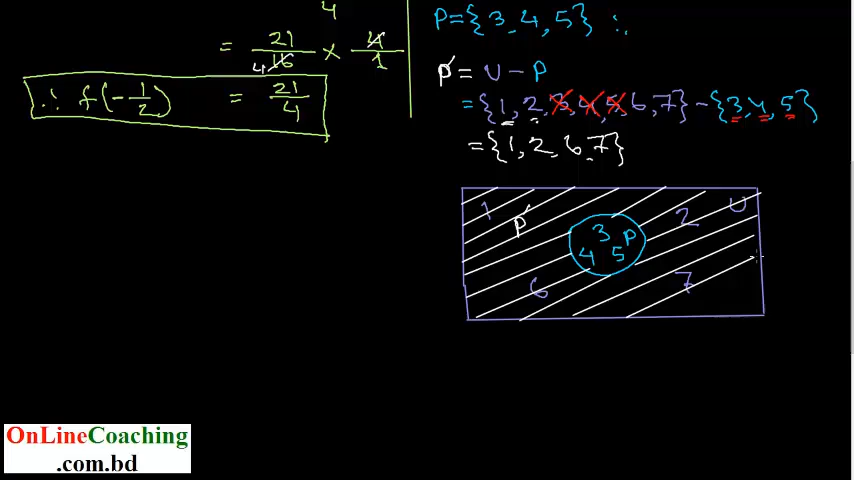 4
= 21/16 × 4/1
4
∴ f(-1/2) = 21/4
P={3,4,5} ∴
P′ = U - P
={1,2,3,4,5,6,7}-{3,4,5}
={1,2,6,7}
1 P′ 3 P 4 5 2 U
6 7
OnLineCoaching
.com.bd